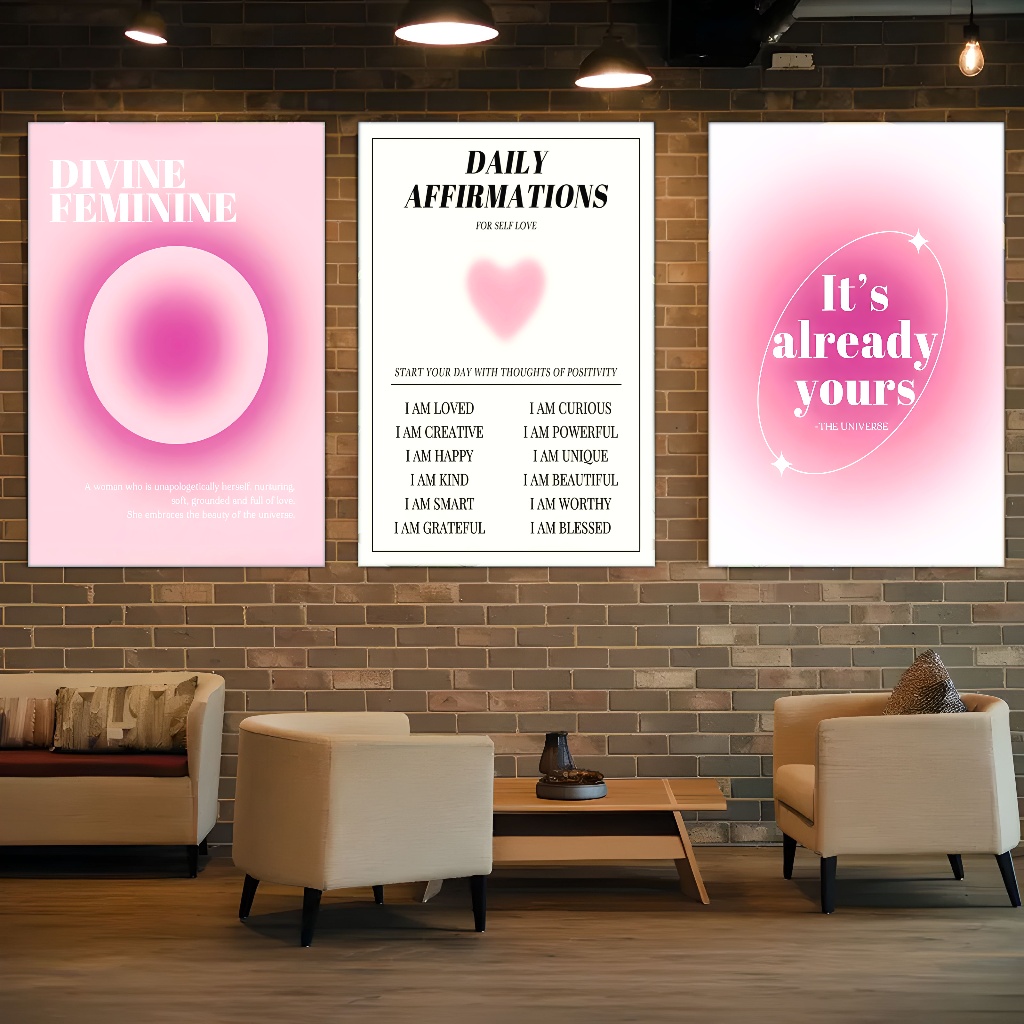 DIVINE
FEMININE
A woman who is unapologetically herself, nurturing,
soft, grounded and full of love.
She embraces the beauty of the universe.
DAILY
AFFIRMATIONS
FOR SELF LOVE
START YOUR DAY WITH THOUGHTS OF POSITIVITY
I AM LOVED
I AM CREATIVE
I AM HAPPY
I AM KIND
I AM SMART
I AM GRATEFUL
I AM CURIOUS
I AM POWERFUL
I AM UNIQUE
I AM BEAUTIFUL
I AM WORTHY
I AM BLESSED
It's
already
yours
-THE UNIVERSE